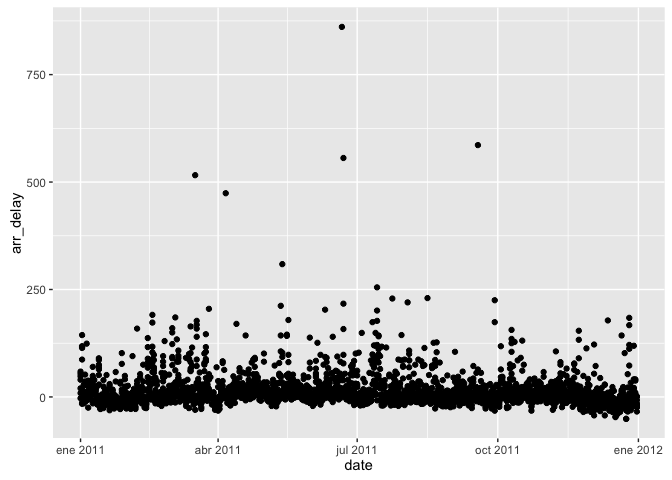 750
500
250
0
arr_delay
ene 2011
abr 2011
jul 2011
oct 2011
ene 2012
date